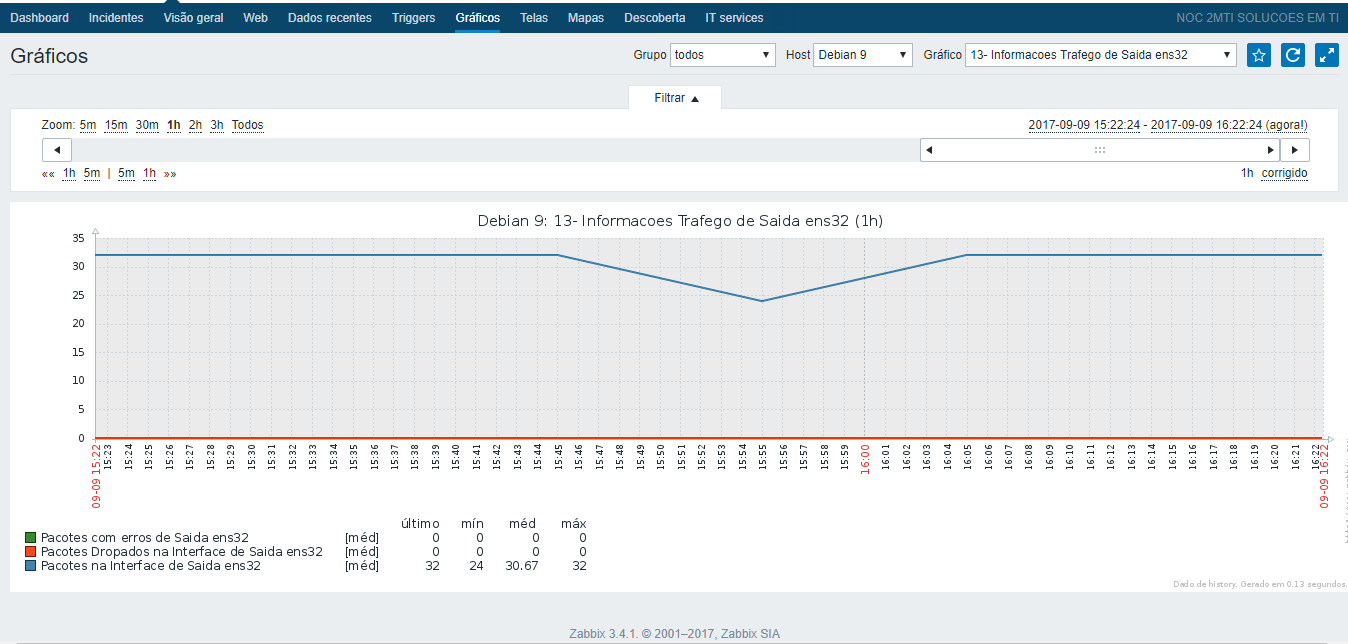 Dashboard Incidentes Visão geral Web Dados recentes Triggers Gráficos Telas Mapas Descoberta IT services NOC 2MTI SOLUCOES EM TI
Gráficos Grupo todos Host Debian 9 Gráfico 13- Informacoes Trafego de Saida ens32
Filtrar ▲
Zoom: 5m 15m 30m 1h 2h 3h Todos 2017-09-09 15:22:24 - 2017-09-09 16:22:24 (agora!)
«« 1h 5m | 5m 1h »» 1h corrigido
Debian 9: 13- Informacoes Trafego de Saida ens32 (1h)
35
30
25
20
15
10
5
0
09-09 15:22 15:23 15:24 15:25 15:26 15:27 15:28 15:29 15:30 15:31 15:32 15:33 15:34 15:35 15:36 15:37 15:38 15:39 15:40 15:41 15:42 15:43 15:44 15:45 15:46 15:47 15:48 15:49 15:50 15:51 15:52 15:53 15:54 15:55 15:56 15:57 15:58 15:59 16:00 16:01 16:02 16:03 16:04 16:05 16:06 16:07 16:08 16:09 16:10 16:11 16:12 16:13 16:14 16:15 16:16 16:17 16:18 16:19 16:20 16:21 16:22 09-09 16:22
último mín méd máx
Pacotes com erros de Saida ens32 [méd] 0 0 0 0
Pacotes Dropados na Interface de Saida ens32 [méd] 0 0 0 0
Pacotes na Interface de Saida ens32 [méd] 32 24 30.67 32
Dado de history. Gerado em 0.13 segundos.
Zabbix 3.4.1. © 2001–2017, Zabbix SIA